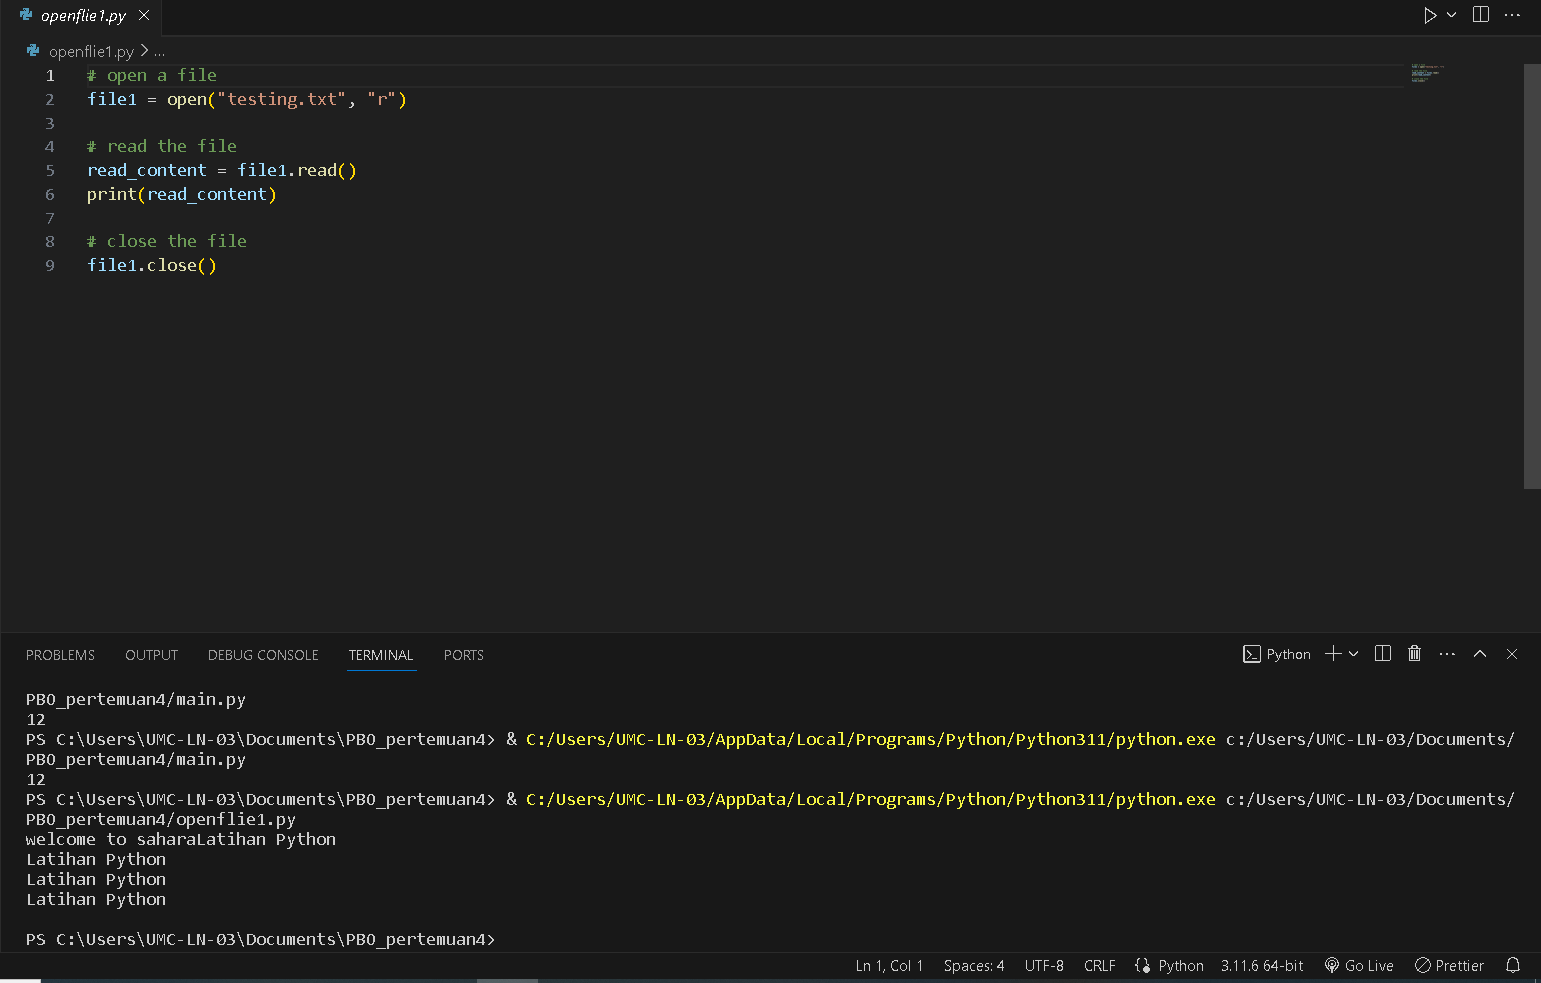 openflie1.py
openflie1.py > ...
1 # open a file
2 file1 = open("testing.txt", "r")
3
4 # read the file
5 read_content = file1.read()
6 print(read_content)
7
8 # close the file
9 file1.close()
PROBLEMS OUTPUT DEBUG CONSOLE TERMINAL PORTS Python
PBO_pertemuan4/main.py
12
PS C:\Users\UMC-LN-03\Documents\PBO_pertemuan4> & C:/Users/UMC-LN-03/AppData/Local/Programs/Python/Python311/python.exe c:/Users/UMC-LN-03/Documents/
PBO_pertemuan4/main.py
12
PS C:\Users\UMC-LN-03\Documents\PBO_pertemuan4> & C:/Users/UMC-LN-03/AppData/Local/Programs/Python/Python311/python.exe c:/Users/UMC-LN-03/Documents/
PBO_pertemuan4/openflie1.py
welcome to saharaLatihan Python
Latihan Python
Latihan Python
Latihan Python
PS C:\Users\UMC-LN-03\Documents\PBO_pertemuan4>
Ln 1, Col 1 Spaces: 4 UTF-8 CRLF Python 3.11.6 64-bit Go Live Prettier